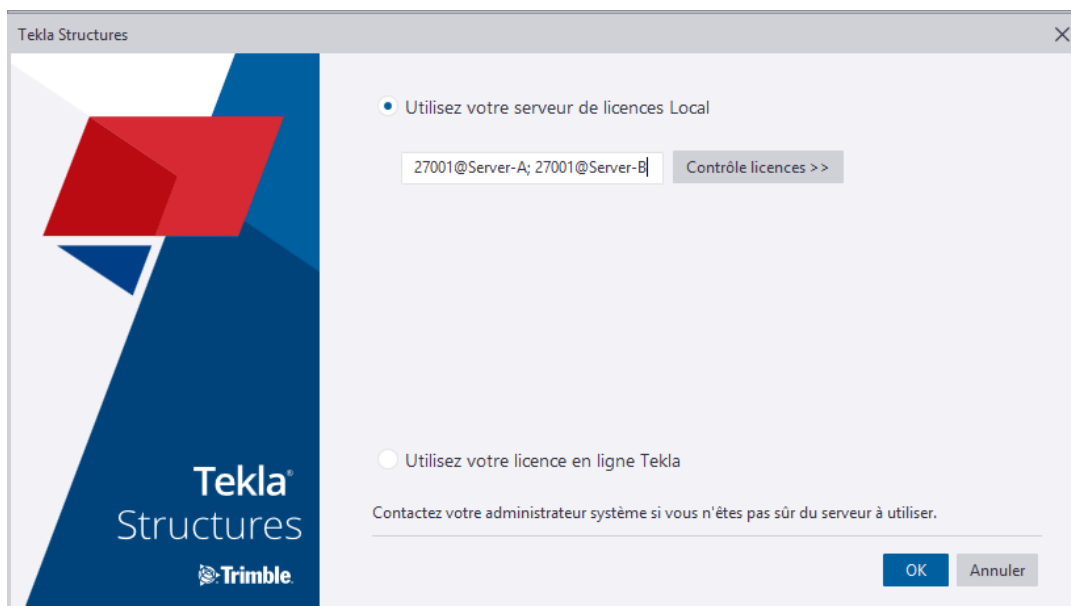 Tekla Structures
Utilisez votre serveur de licences Local
27001@Server-A; 27001@Server-B
Contrôle licences >>
Utilisez votre licence en ligne Tekla
Contactez votre administrateur système si vous n'êtes pas sûr du serveur à utiliser.
Tekla®
Structures
Trimble.
OK
Annuler